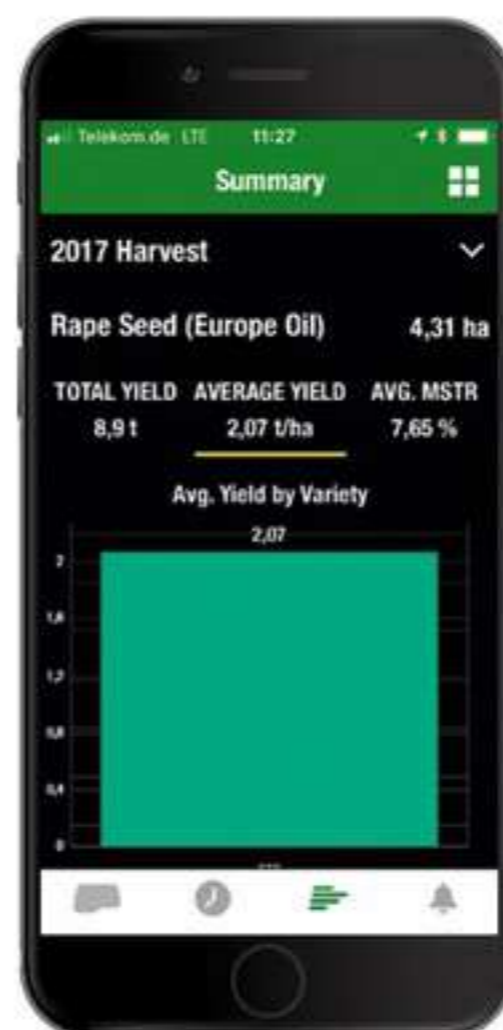 Telekom.de LTE 11:27
Summary
2017 Harvest
Rape Seed (Europe Oil) 4,31 ha
TOTAL YIELD AVERAGE YIELD AVG. MSTR
8,9 t 2,07 t/ha 7,65 %
Avg. Yield by Variety
2,07
2
1,6
1,2
0,8
0,4
0